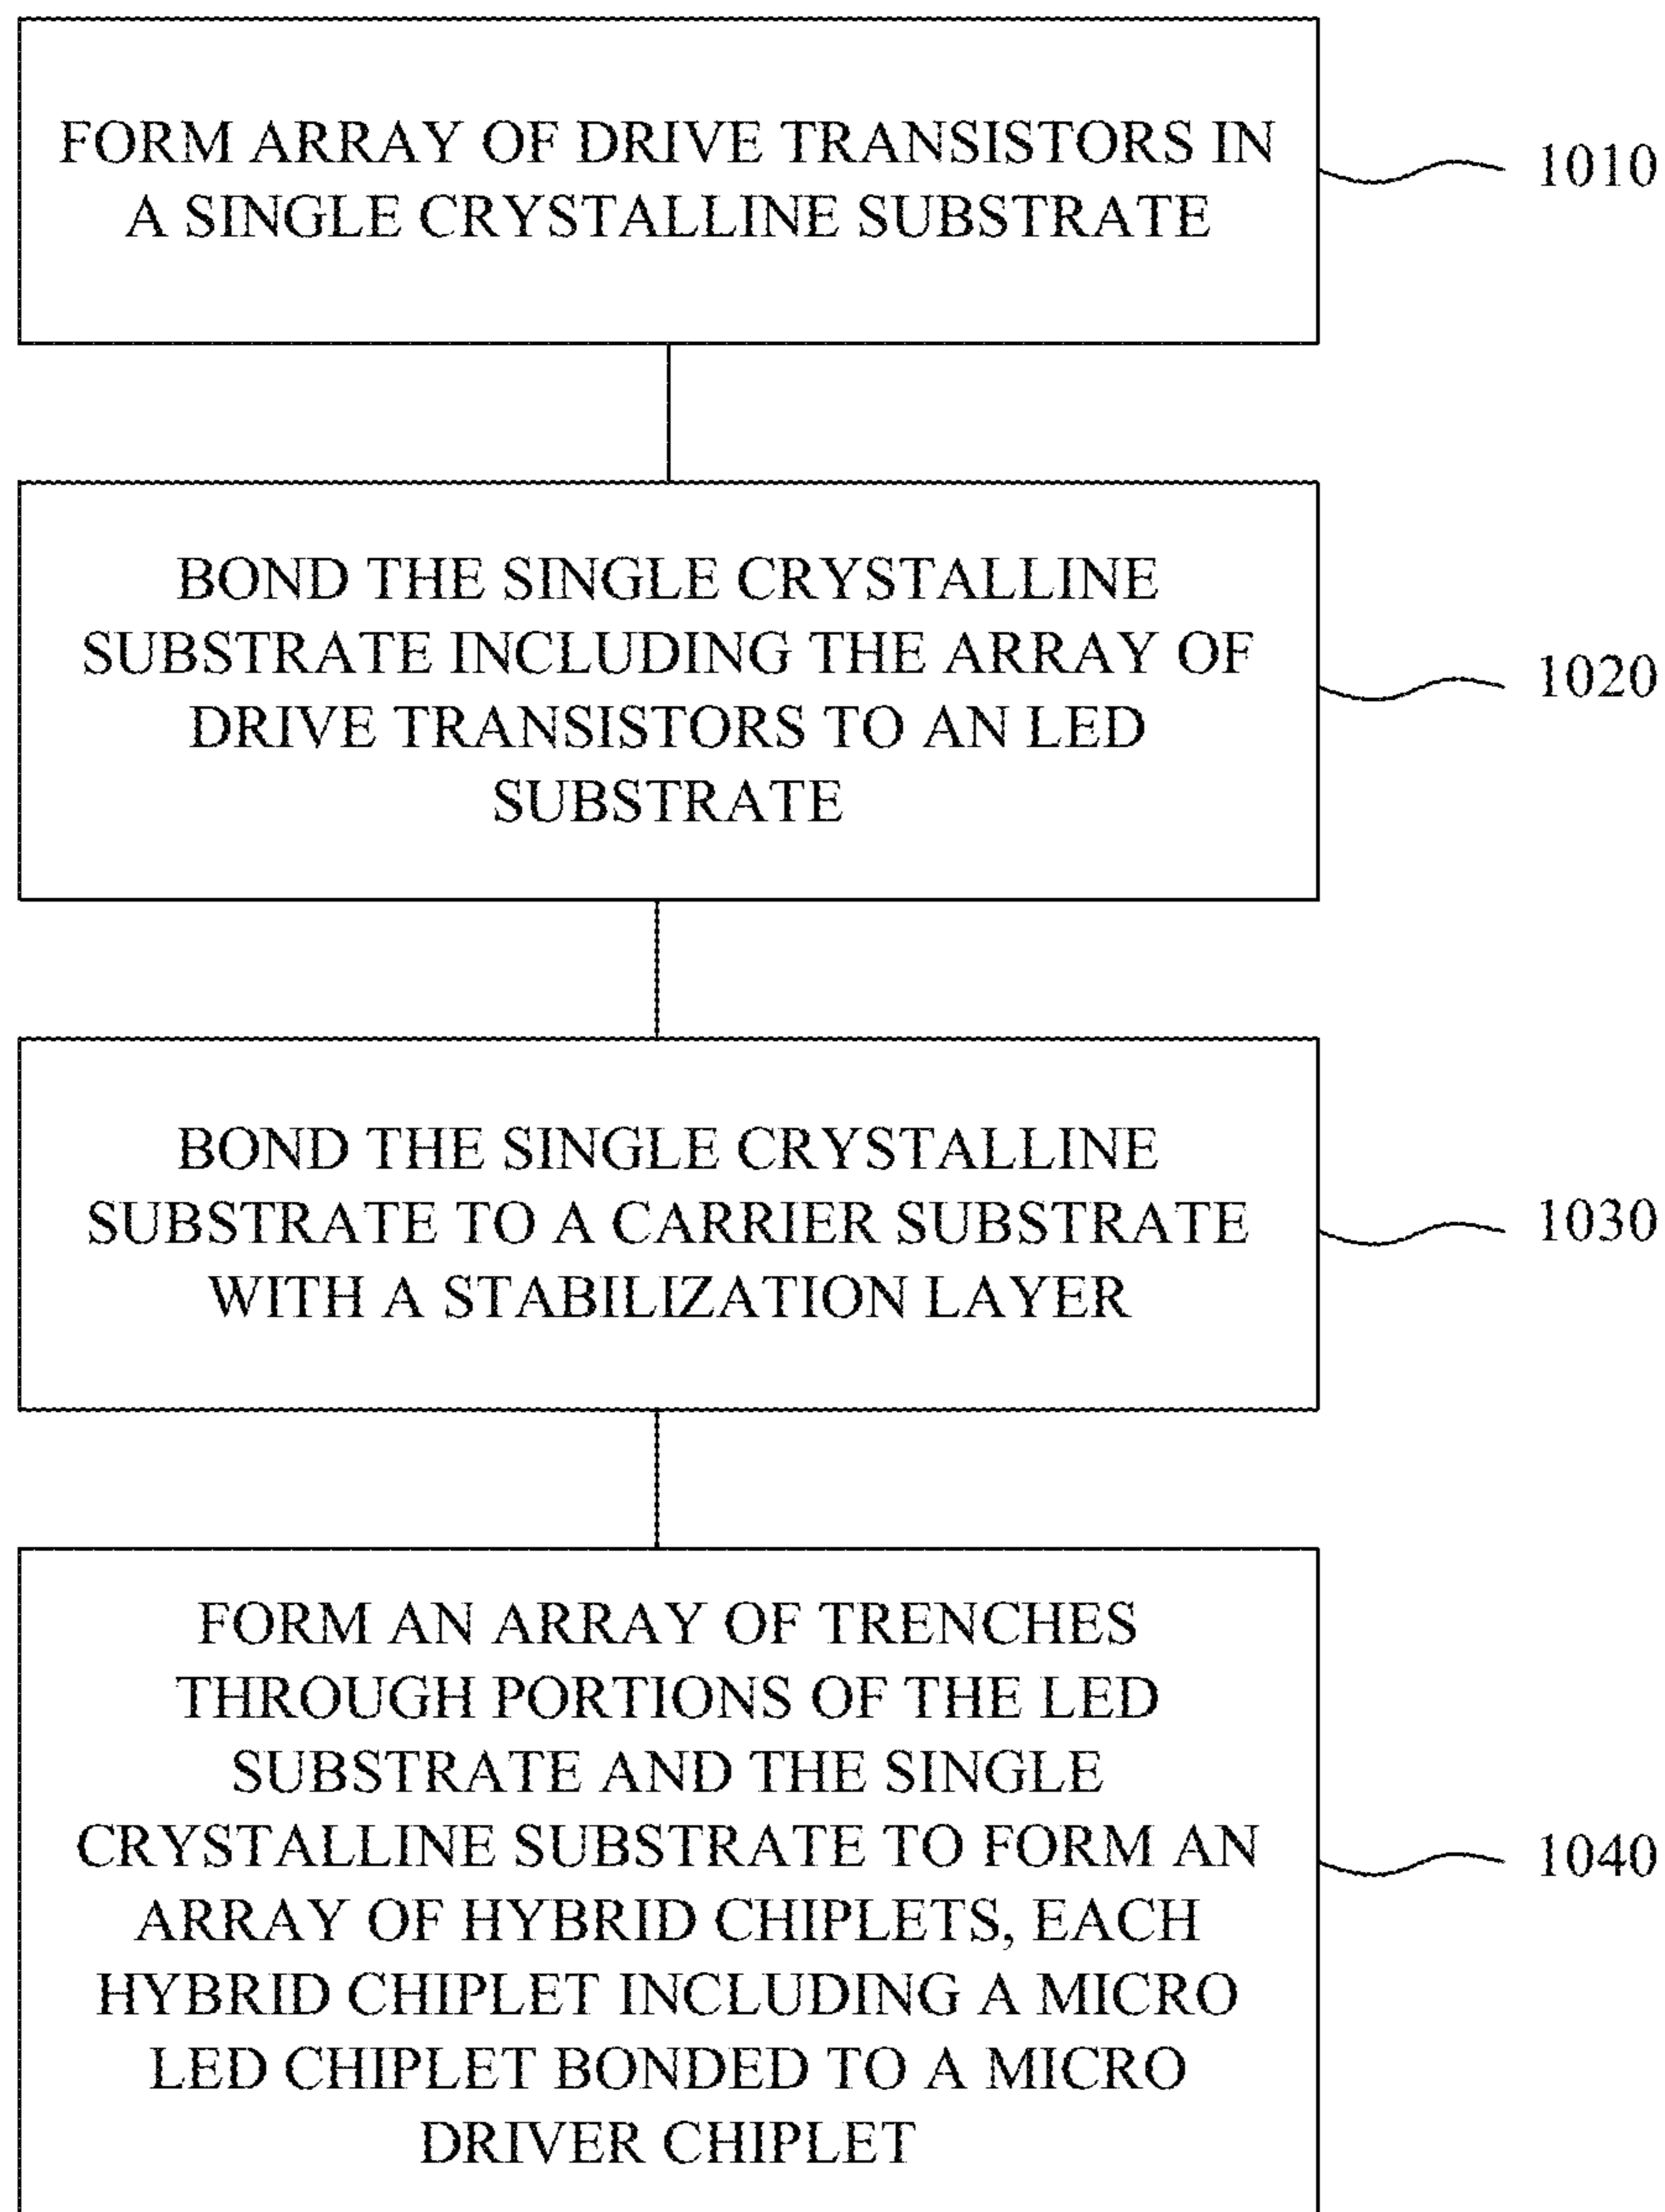 FORM ARRAY OF DRIVE TRANSISTORS IN
A SINGLE CRYSTALLINE SUBSTRATE
1010
BOND THE SINGLE CRYSTALLINE
SUBSTRATE INCLUDING THE ARRAY OF
DRIVE TRANSISTORS TO AN LED
SUBSTRATE
1020
BOND THE SINGLE CRYSTALLINE
SUBSTRATE TO A CARRIER SUBSTRATE
WITH A STABILIZATION LAYER
1030
FORM AN ARRAY OF TRENCHES
THROUGH PORTIONS OF THE LED
SUBSTRATE AND THE SINGLE
CRYSTALLINE SUBSTRATE TO FORM AN
ARRAY OF HYBRID CHIPLETS, EACH
HYBRID CHIPLET INCLUDING A MICRO
LED CHIPLET BONDED TO A MICRO
DRIVER CHIPLET
1040